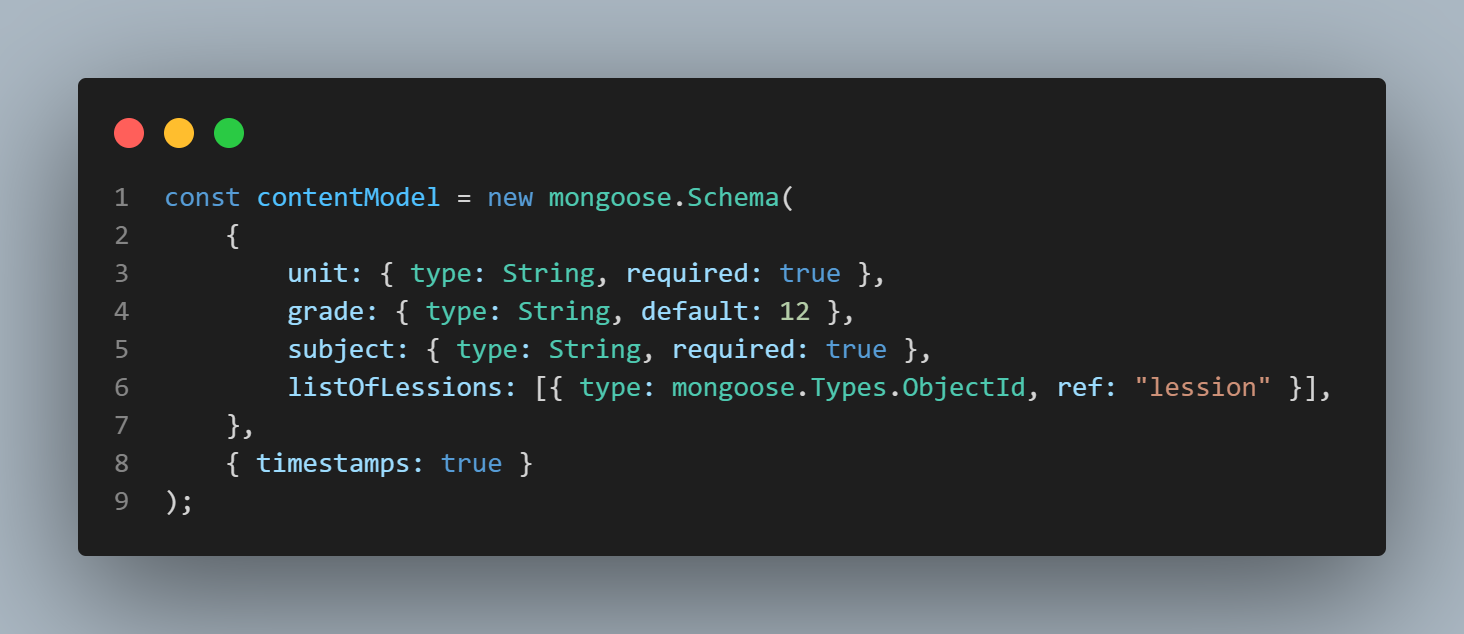 1 const contentModel = new mongoose.Schema(
2     {
3         unit: { type: String, required: true },
4         grade: { type: String, default: 12 },
5         subject: { type: String, required: true },
6         listOfLessions: [{ type: mongoose.Types.ObjectId, ref: "lession" }],
7     },
8     { timestamps: true }
9 );